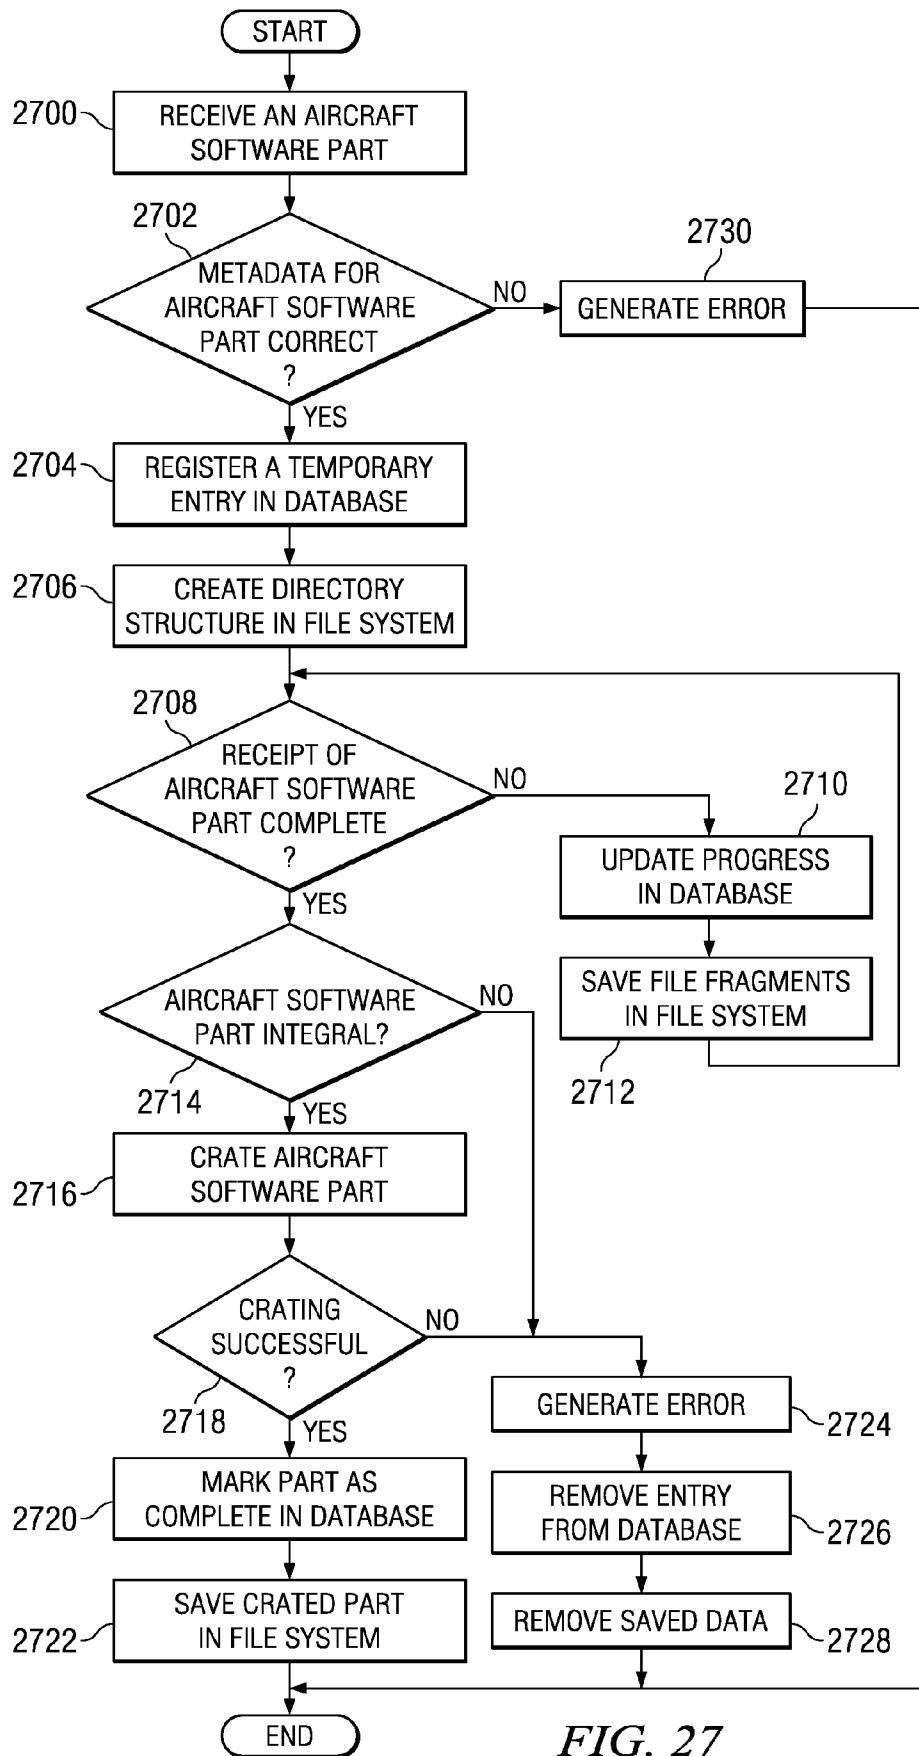 START
2700
RECEIVE AN AIRCRAFT
SOFTWARE PART
2702
METADATA FOR
AIRCRAFT SOFTWARE
PART CORRECT
?
NO
2730
GENERATE ERROR
YES
2704
REGISTER A TEMPORARY
ENTRY IN DATABASE
2706
CREATE DIRECTORY
STRUCTURE IN FILE SYSTEM
2708
RECEIPT OF
AIRCRAFT SOFTWARE
PART COMPLETE
?
NO
2710
UPDATE PROGRESS
IN DATABASE
SAVE FILE FRAGMENTS
IN FILE SYSTEM
2712
YES
AIRCRAFT SOFTWARE
PART INTEGRAL?
NO
2714
YES
CRATE AIRCRAFT
SOFTWARE PART
2716
CRATING
SUCCESSFUL
?
NO
2718
YES
MARK PART AS
COMPLETE IN DATABASE
2720
SAVE CRATED PART
IN FILE SYSTEM
2722
GENERATE ERROR
2724
REMOVE ENTRY
FROM DATABASE
2726
REMOVE SAVED DATA
2728
END
FIG. 27